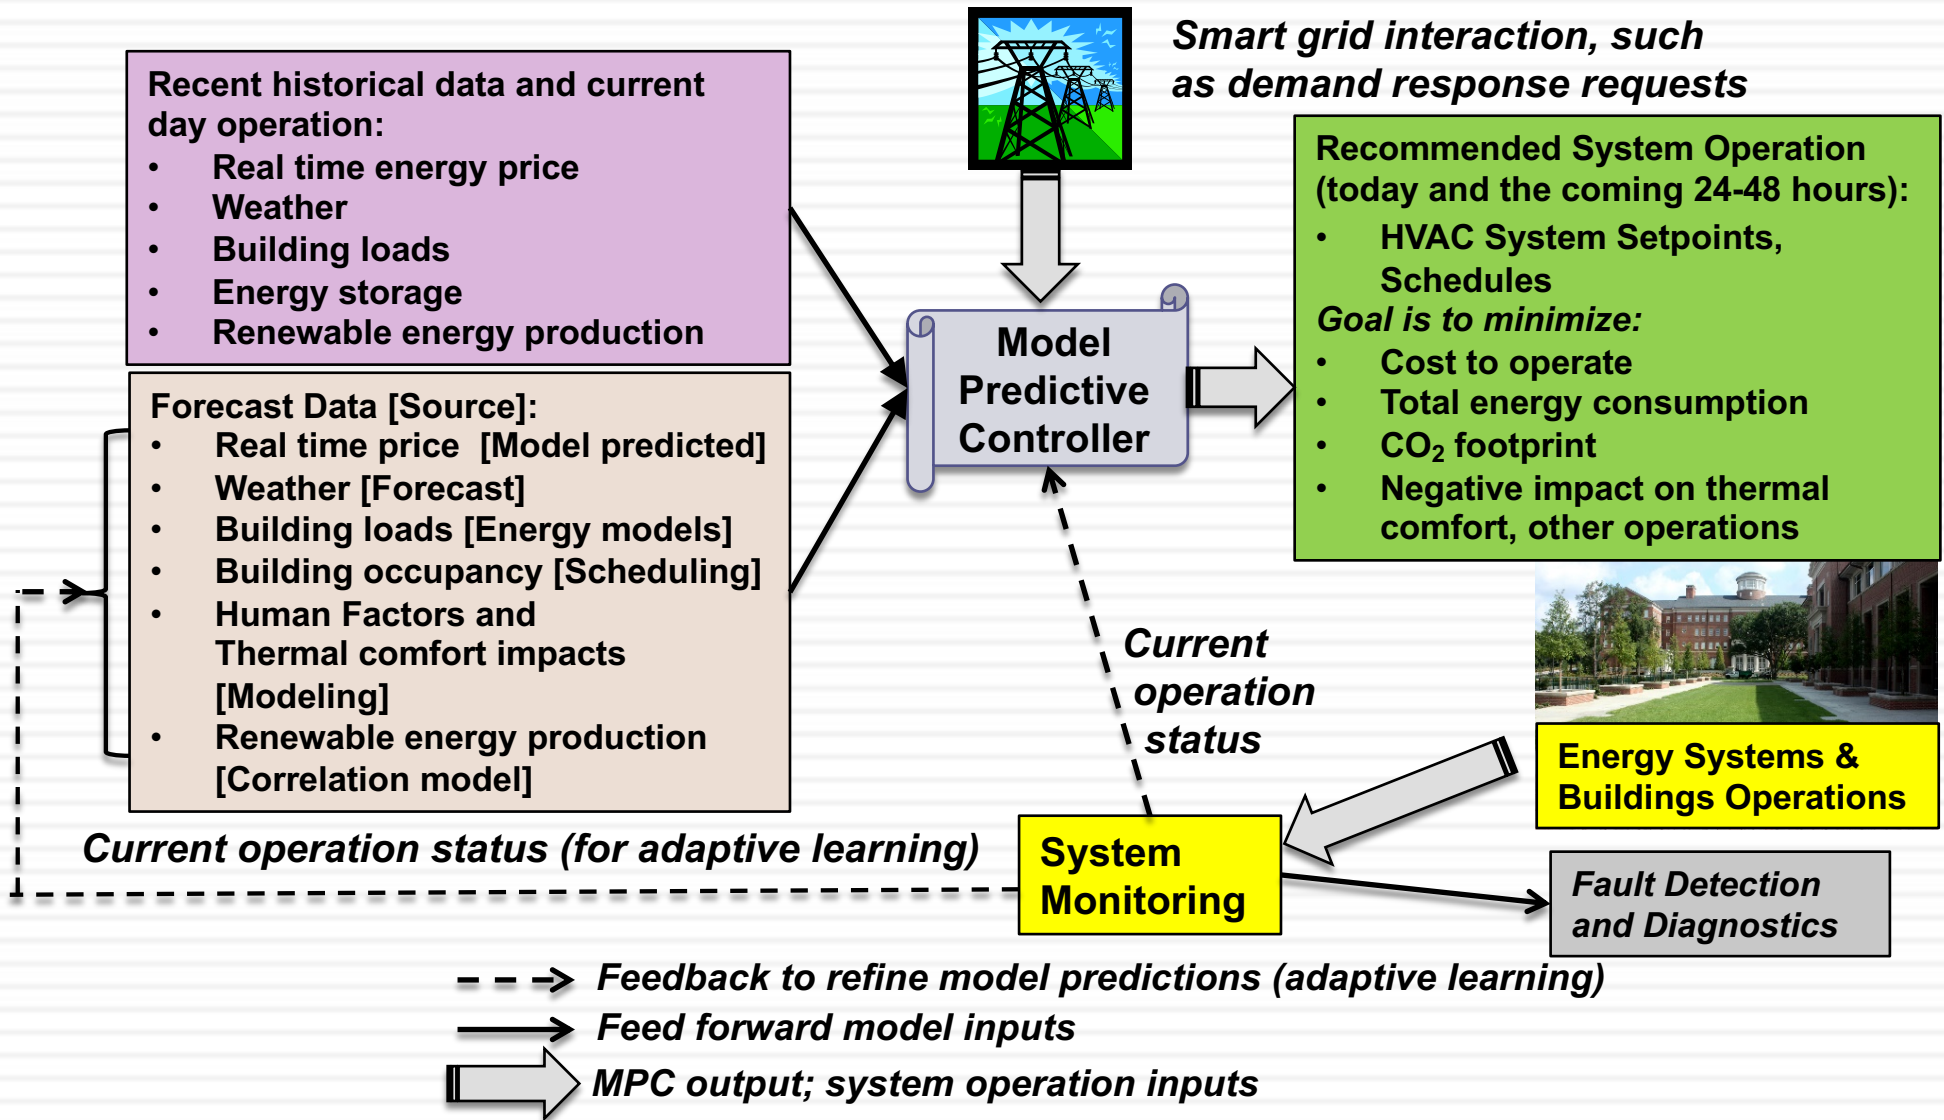 Smart grid interaction, such
as demand response requests
Recent historical data and current
day operation:
• Real time energy price
• Weather
• Building loads
• Energy storage
• Renewable energy production
Forecast Data [Source]:
• Real time price [Model predicted]
• Weather [Forecast]
• Building loads [Energy models]
• Building occupancy [Scheduling]
• Human Factors and
Thermal comfort impacts
[Modeling]
• Renewable energy production
[Correlation model]
Model
Predictive
Controller
Recommended System Operation
(today and the coming 24-48 hours):
• HVAC System Setpoints,
Schedules
Goal is to minimize:
• Cost to operate
• Total energy consumption
• CO₂ footprint
• Negative impact on thermal
comfort, other operations
Current
operation
status
Energy Systems &
Buildings Operations
Current operation status (for adaptive learning)
System
Monitoring
Fault Detection
and Diagnostics
Feedback to refine model predictions (adaptive learning)
Feed forward model inputs
MPC output; system operation inputs